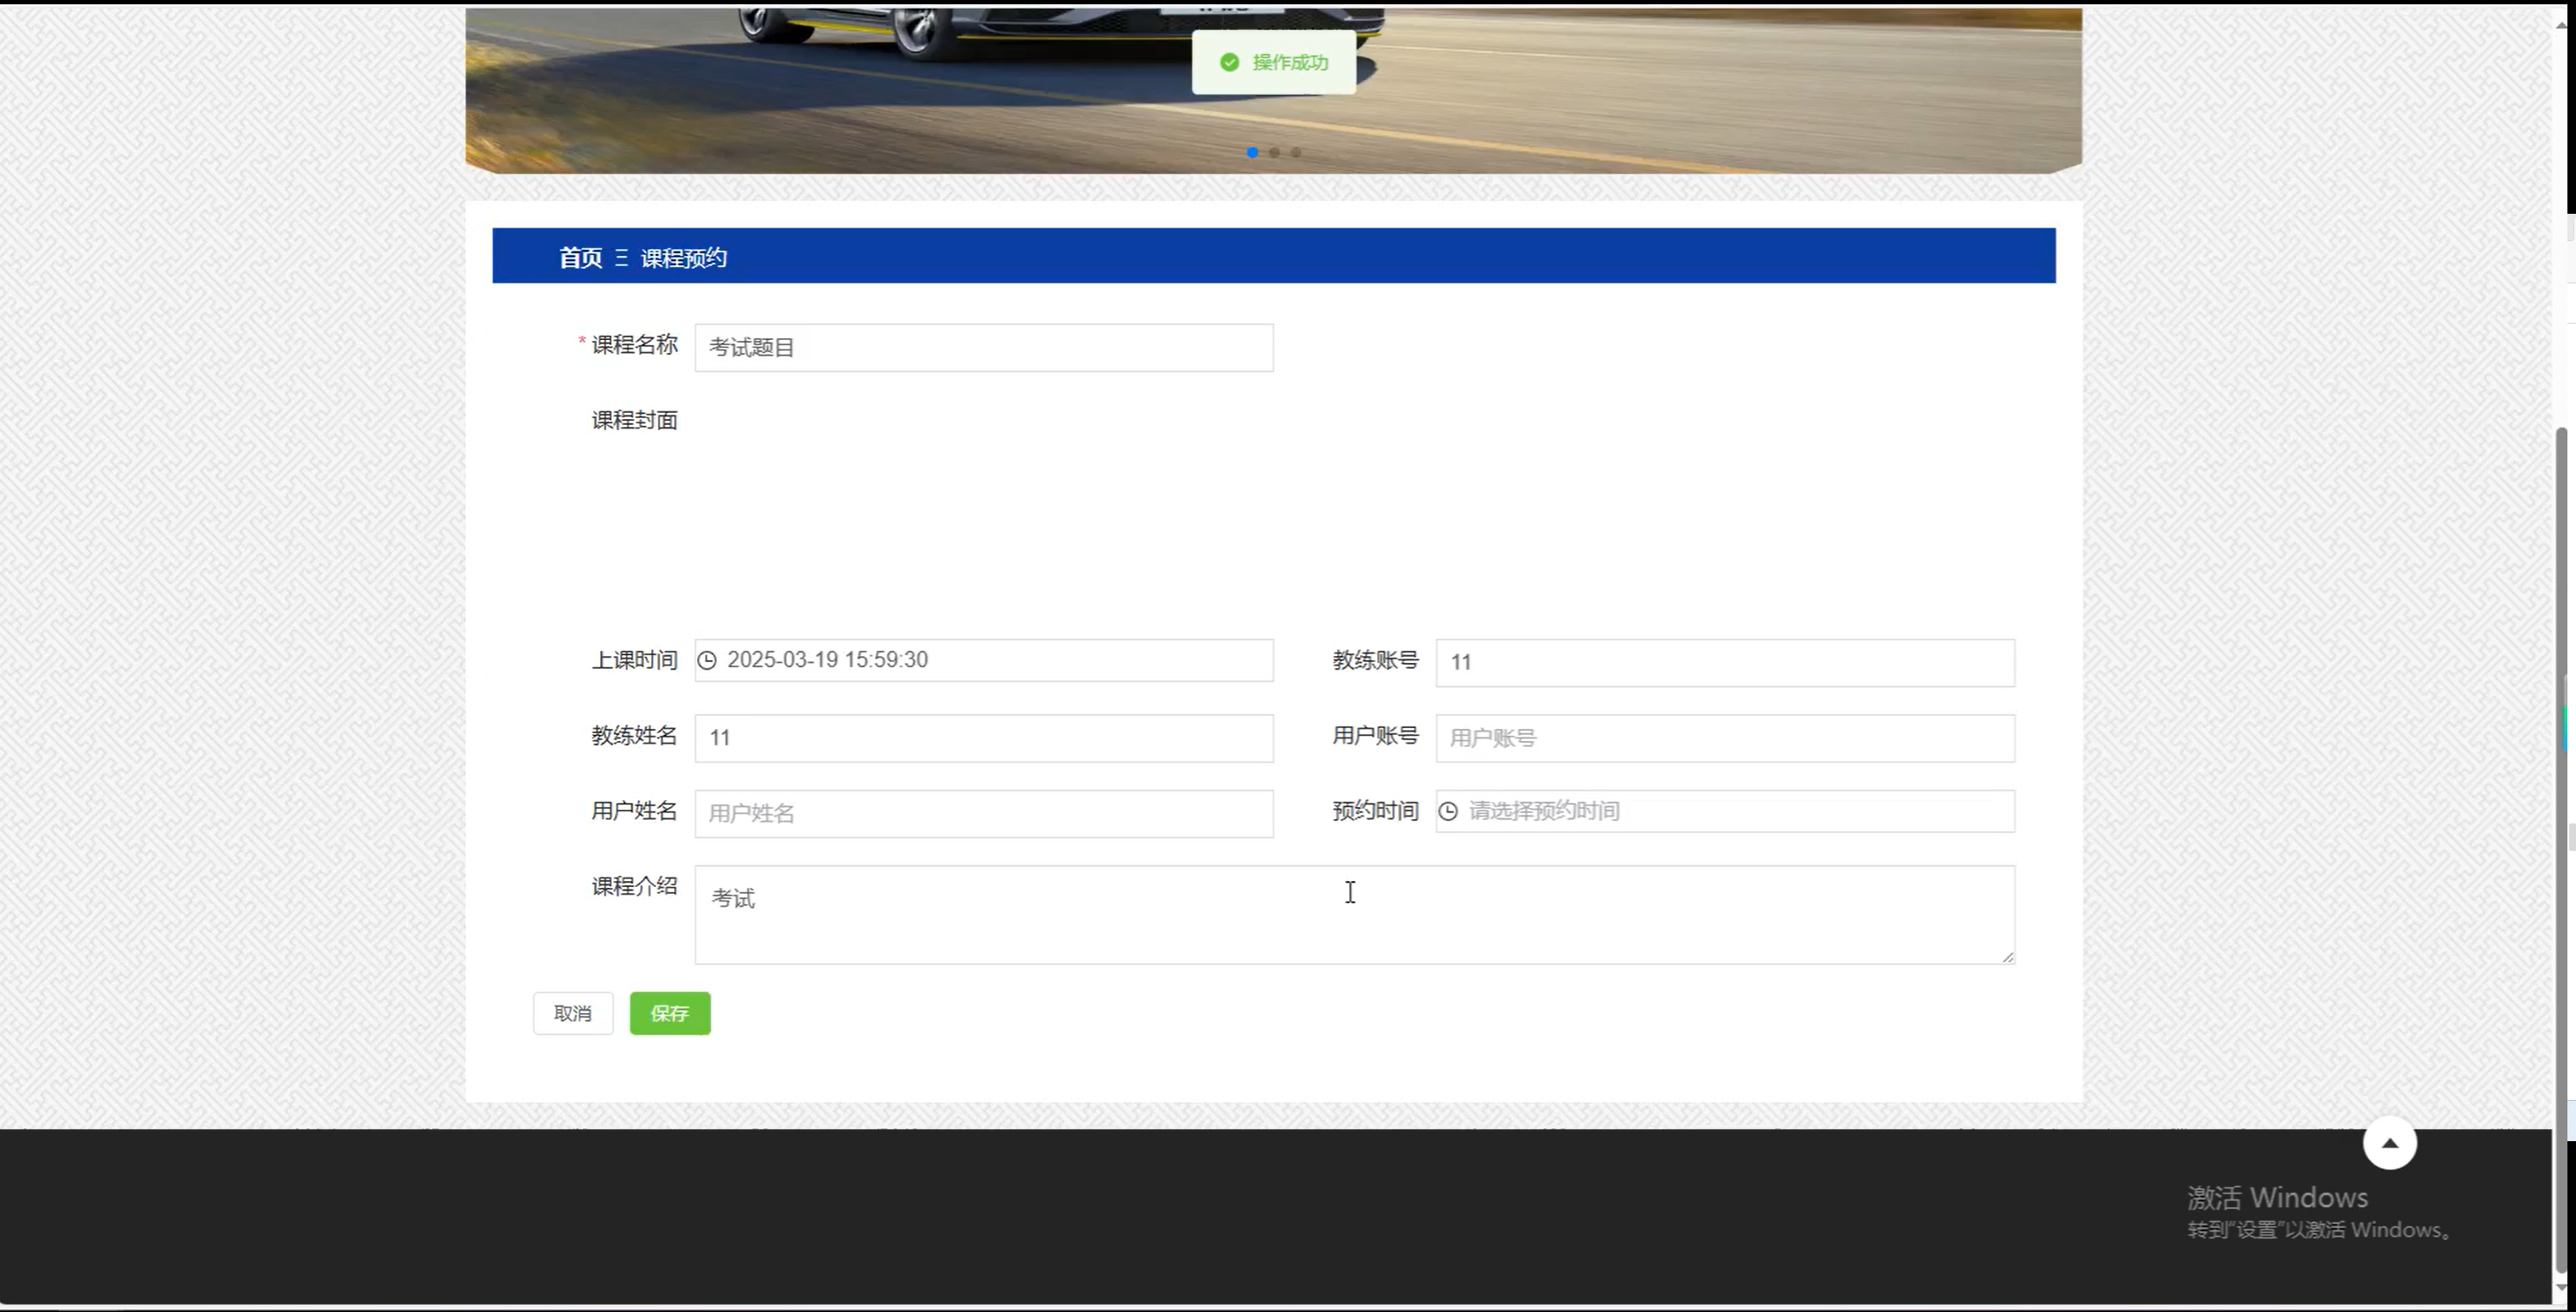 操作成功
首页 三 课程预约
* 课程名称 考试题目
课程封面
上课时间 2025-03-19 15:59:30 教练账号 11
教练姓名 11 用户账号 用户账号
用户姓名 用户姓名 预约时间 请选择预约时间
课程介绍 考试
取消 保存
激活 Windows
转到“设置”以激活 Windows。